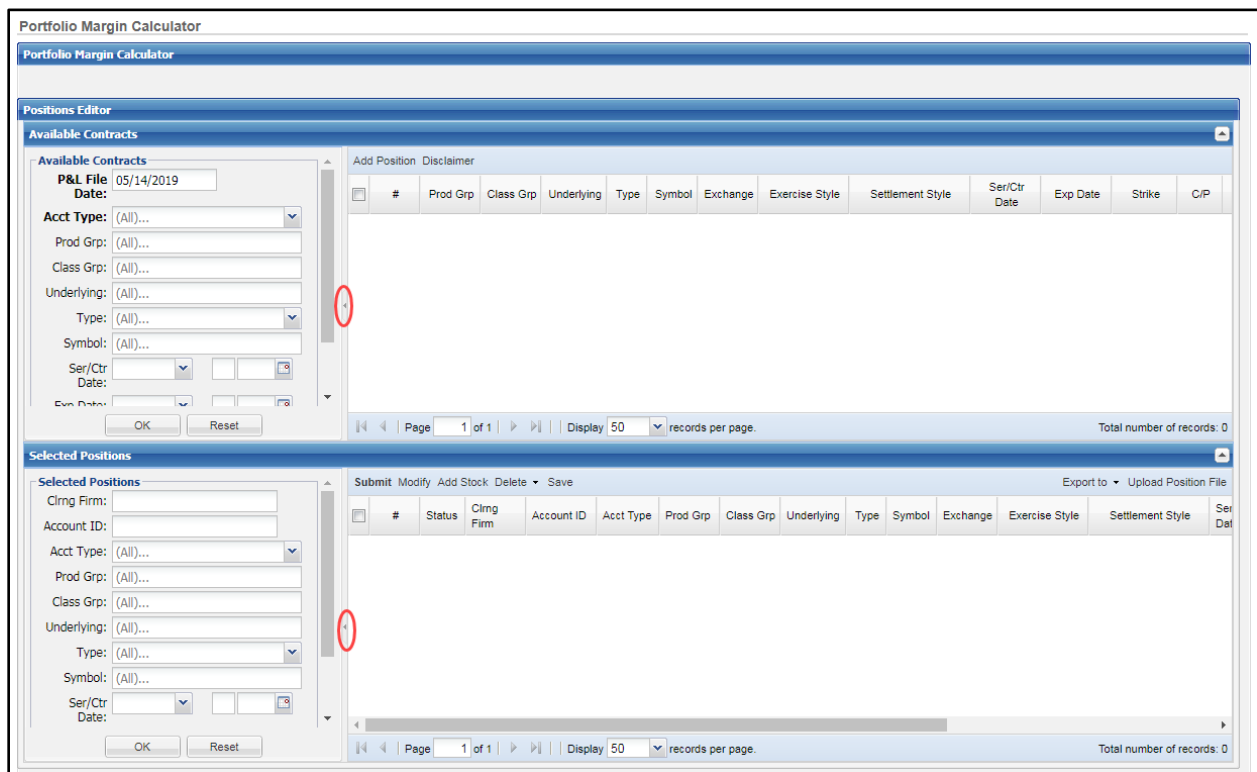 Portfolio Margin Calculator
Portfolio Margin Calculator
Positions Editor
Available Contracts
Available Contracts
P&L File Date: 05/14/2019
Acct Type: (All)...
Prod Grp: (All)...
Class Grp: (All)...
Underlying: (All)...
Type: (All)...
Symbol: (All)...
Ser/Ctr Date:
Exp Date:
OK Reset
Add Position Disclaimer
# Prod Grp Class Grp Underlying Type Symbol Exchange Exercise Style Settlement Style Ser/Ctr Date Exp Date Strike C/P
Page 1 of 1 Display 50 records per page. Total number of records: 0
Selected Positions
Selected Positions
Clrng Firm:
Account ID:
Acct Type: (All)...
Prod Grp: (All)...
Class Grp: (All)...
Underlying: (All)...
Type: (All)...
Symbol: (All)...
Ser/Ctr Date:
OK Reset
Submit Modify Add Stock Delete Save Export to Upload Position File
# Status Clrng Firm Account ID Acct Type Prod Grp Class Grp Underlying Type Symbol Exchange Exercise Style Settlement Style Ser Dat
Page 1 of 1 Display 50 records per page. Total number of records: 0